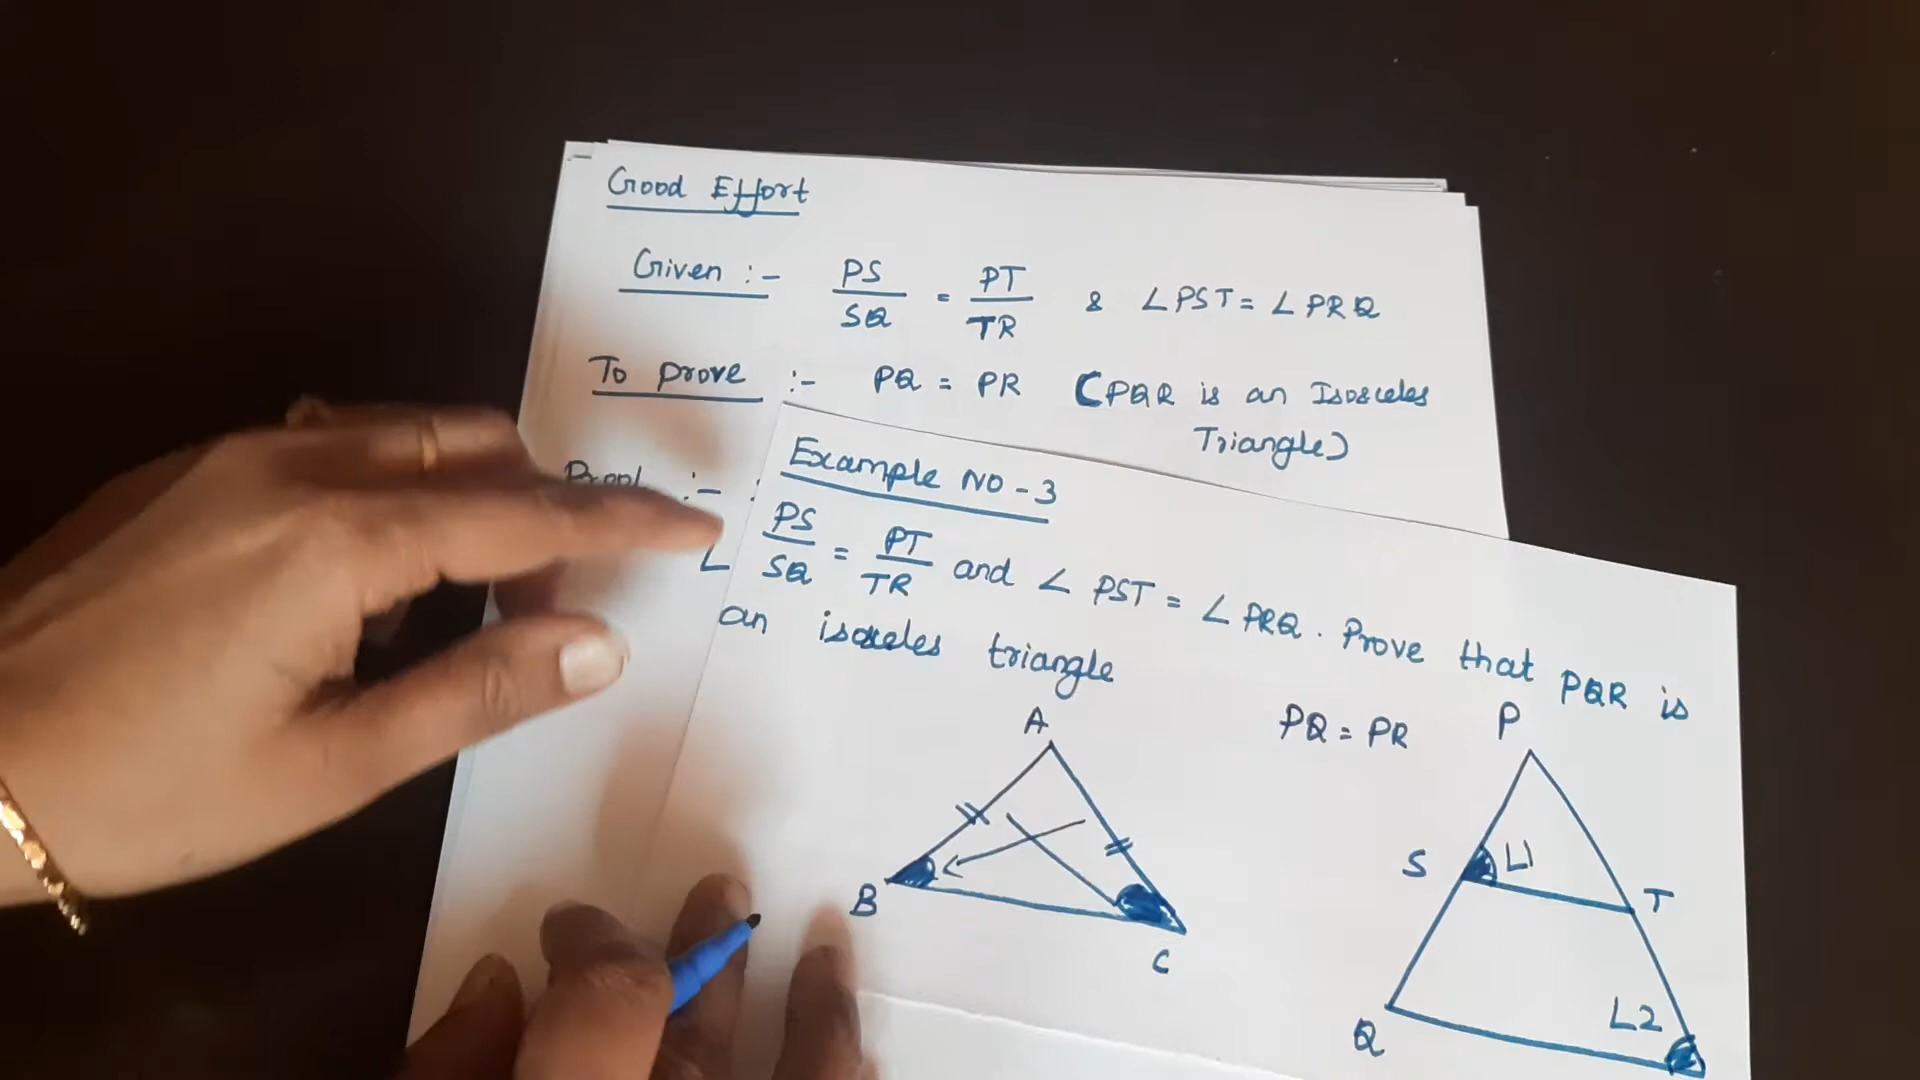 Good Effort
Given :- PS/SQ = PT/TR & ∠PST = ∠PRQ
To prove :- PQ = PR (PQR is an Isosceles
Triangle)
:- :
∠
Example NO - 3
PS/SQ = PT/TR and ∠ PST = ∠ PRQ. Prove that PQR is
an isosceles triangle
PQ = PR
A
B
C
P
S
∠1
T
Q
∠2